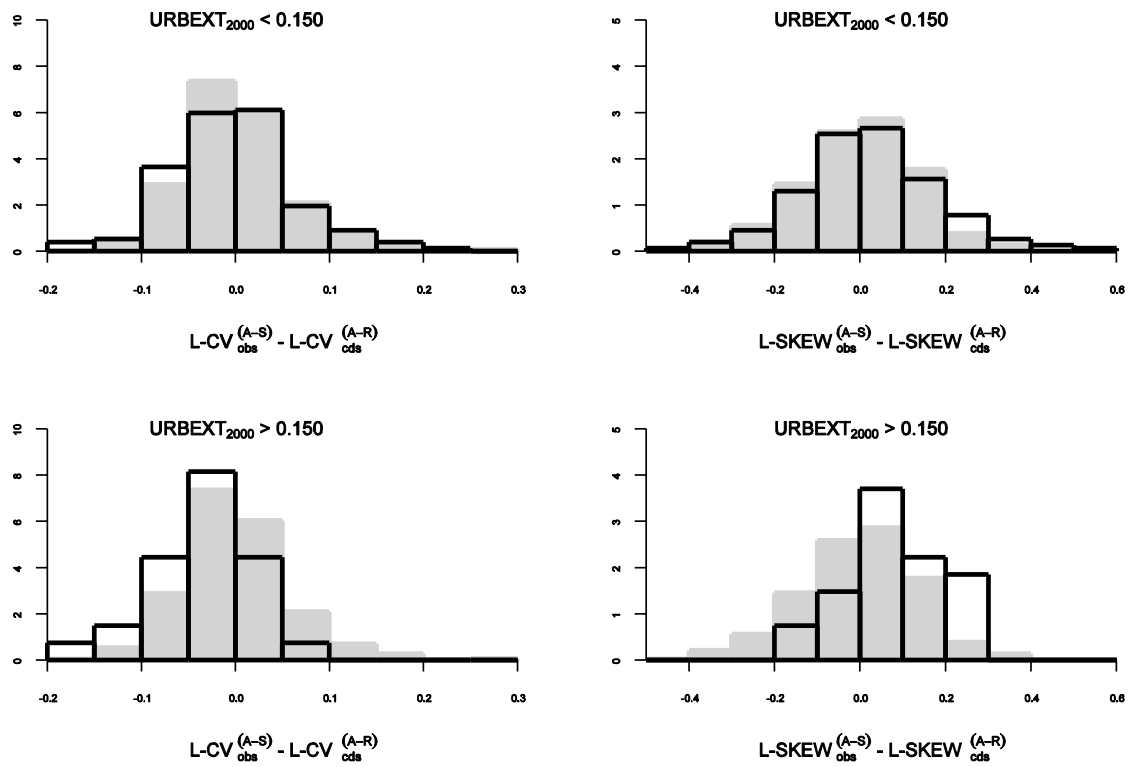 URBEXT2000 < 0.150
10
8
6
4
2
0
-0.2 -0.1 0.0 0.1 0.2 0.3
L-CV obs (A–S) - L-CV cds (A–R)
URBEXT2000 < 0.150
5
4
3
2
1
0
-0.4 -0.2 0.0 0.2 0.4 0.6
L-SKEW obs (A–S) - L-SKEW cds (A–R)
URBEXT2000 > 0.150
10
8
6
4
2
0
-0.2 -0.1 0.0 0.1 0.2 0.3
L-CV obs (A–S) - L-CV cds (A–R)
URBEXT2000 > 0.150
5
4
3
2
1
0
-0.4 -0.2 0.0 0.2 0.4 0.6
L-SKEW obs (A–S) - L-SKEW cds (A–R)